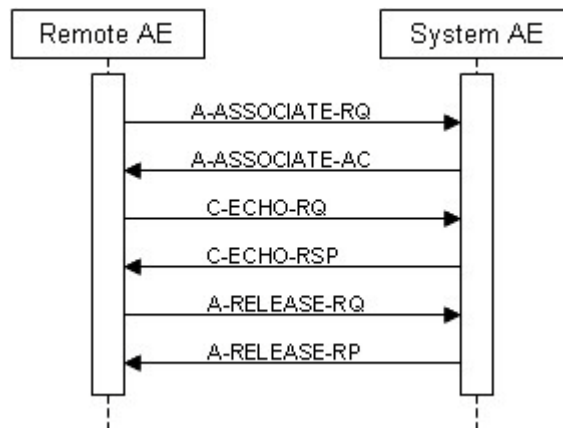 Remote AE
System AE
A-ASSOCIATE-RQ
A-ASSOCIATE-AC
C-ECHO-RQ
C-ECHO-RSP
A-RELEASE-RQ
A-RELEASE-RP